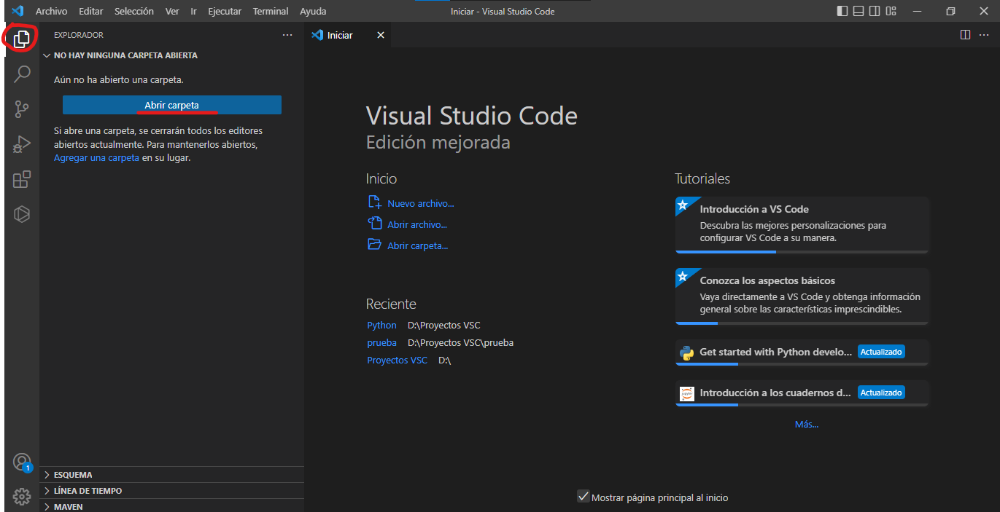 Archivo Editar Selección Ver Ir Ejecutar Terminal Ayuda
Iniciar - Visual Studio Code
EXPLORADOR
Iniciar
NO HAY NINGUNA CARPETA ABIERTA
Aún no ha abierto una carpeta.
Abrir carpeta
Si abre una carpeta, se cerrarán todos los editores
abiertos actualmente. Para mantenerlos abiertos,
Agregar una carpeta en su lugar.
Visual Studio Code
Edición mejorada
Inicio
Nuevo archivo...
Abrir archivo...
Abrir carpeta...
Reciente
Python D:\Proyectos VSC
prueba D:\Proyectos VSC\prueba
Proyectos VSC D:\
Tutoriales
Introducción a VS Code
Descubra las mejores personalizaciones para
configurar VS Code a su manera.
Conozca los aspectos básicos
Vaya directamente a VS Code y obtenga información
general sobre las características imprescindibles.
Get started with Python develo... Actualizado
Introducción a los cuadernos d... Actualizado
Más...
1
ESQUEMA
LÍNEA DE TIEMPO
MAVEN
Mostrar página principal al inicio